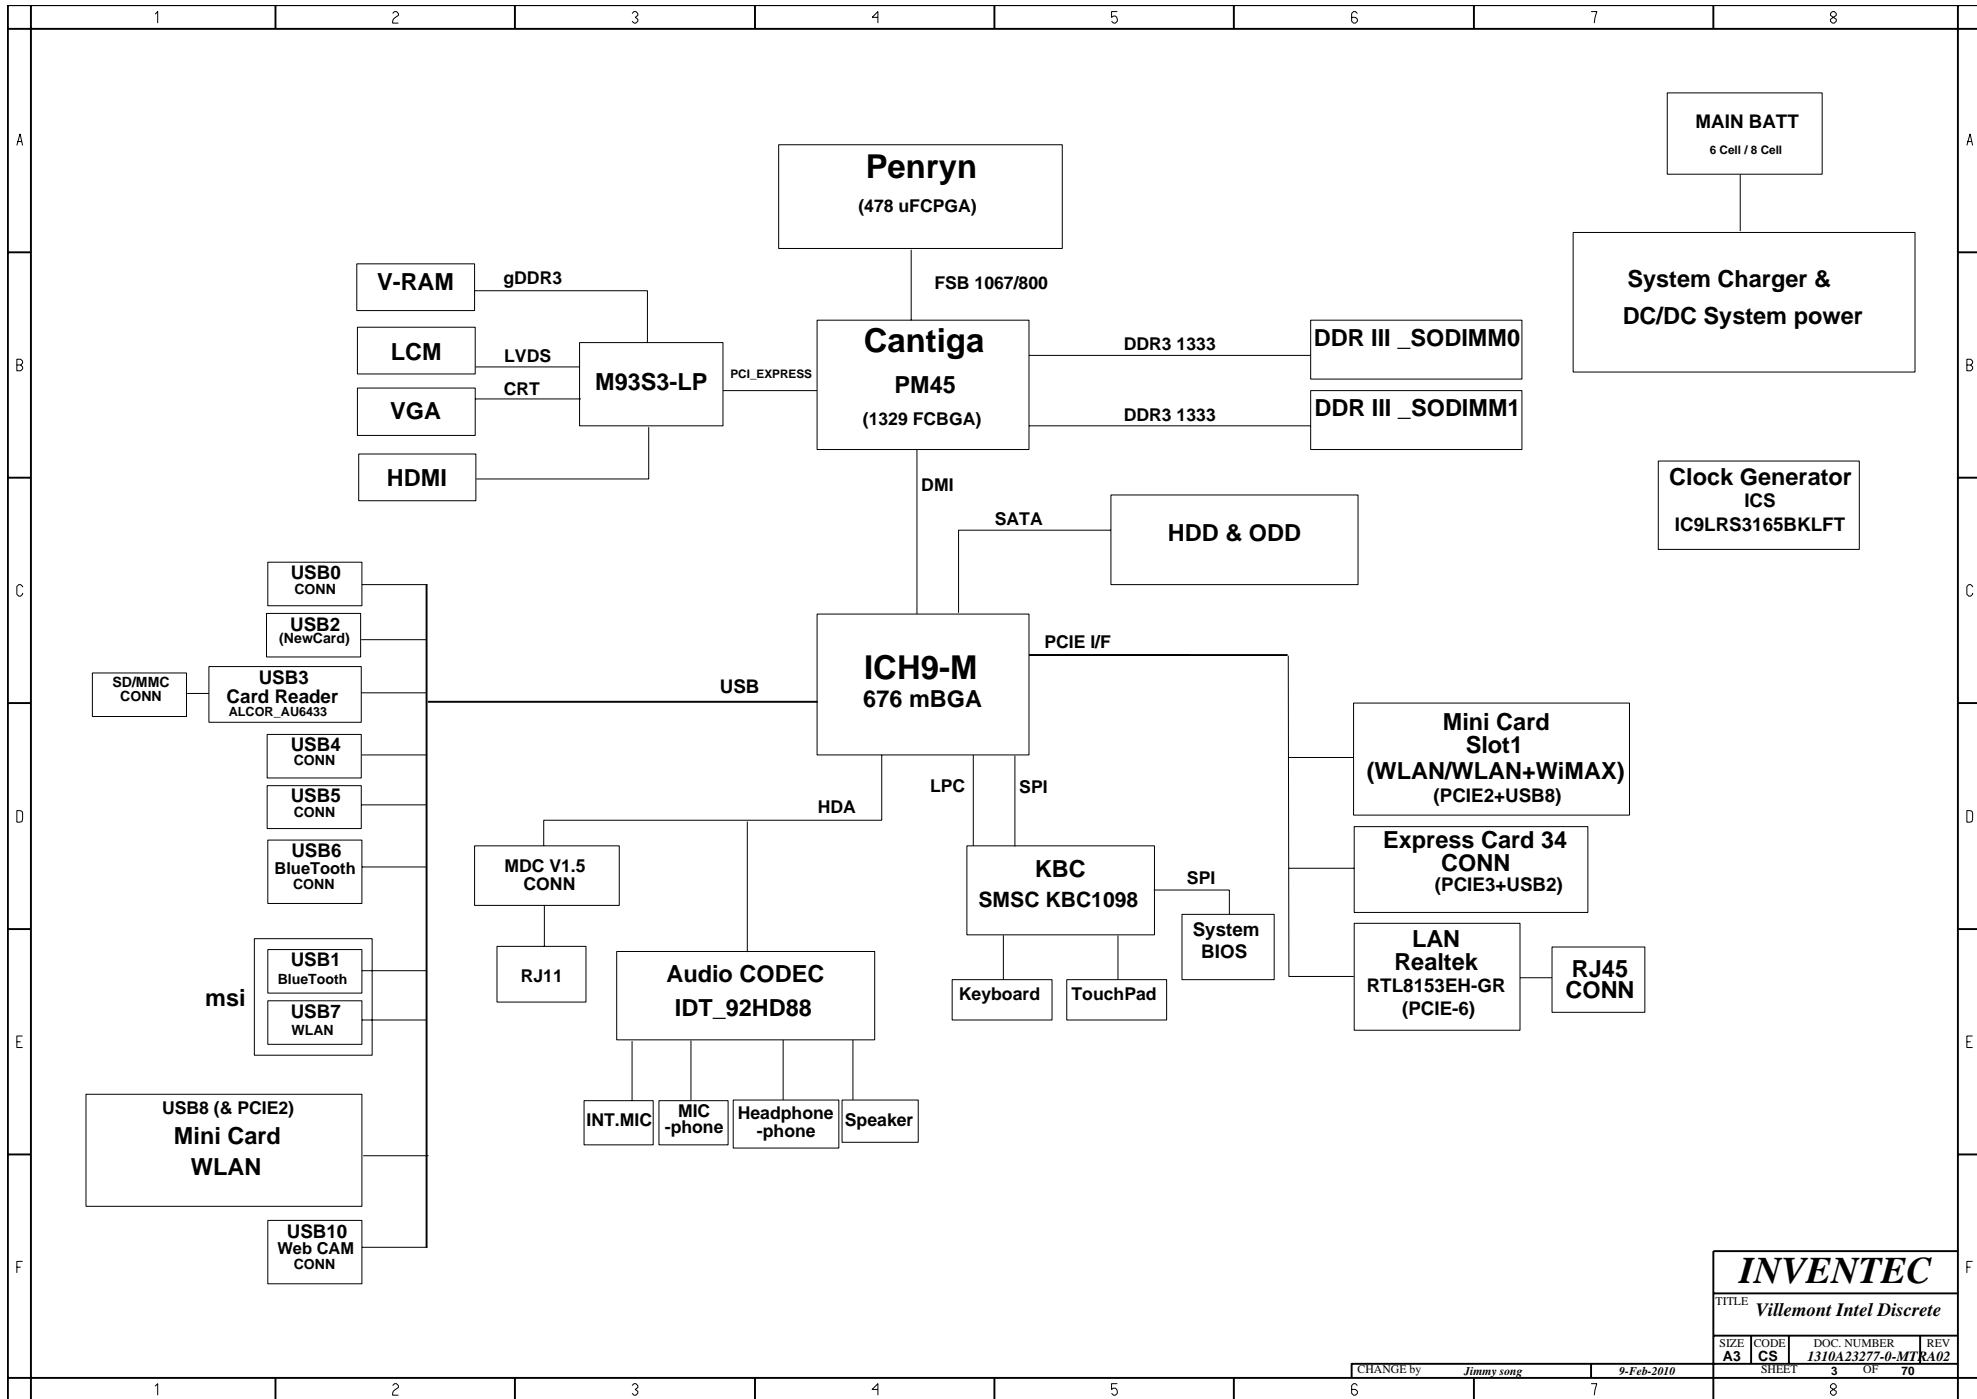 1 2 3 4 5 6 7 8
A A
B B
C C
D D
E E
F F
MAIN BATT
6 Cell / 8 Cell
System Charger &
DC/DC System power
Penryn
(478 uFCPGA)
FSB 1067/800
V-RAM
gDDR3
LCM
LVDS
CRT
VGA
HDMI
M93S3-LP
PCI_EXPRESS
Cantiga
PM45
(1329 FCBGA)
DDR3 1333
DDR III _SODIMM0
DDR3 1333
DDR III _SODIMM1
Clock Generator
ICS
IC9LRS3165BKLFT
DMI
SATA
HDD & ODD
USB0
CONN
USB2
(NewCard)
SD/MMC
CONN
USB3
Card Reader
ALCOR_AU6433
USB
ICH9-M
676 mBGA
PCIE I/F
USB4
CONN
USB5
CONN
USB6
BlueTooth
CONN
HDA
LPC
SPI
Mini Card
Slot1
(WLAN/WLAN+WiMAX)
(PCIE2+USB8)
Express Card 34
CONN
(PCIE3+USB2)
MDC V1.5
CONN
RJ11
KBC
SMSC KBC1098
SPI
System
BIOS
LAN
Realtek
RTL8153EH-GR
(PCIE-6)
RJ45
CONN
msi
USB1
BlueTooth
USB7
WLAN
Audio CODEC
IDT_92HD88
Keyboard
TouchPad
INT.MIC
MIC
-phone
Headphone
-phone
Speaker
USB8 (& PCIE2)
Mini Card
WLAN
USB10
Web CAM
CONN
INVENTEC
TITLE
Villemont Intel Discrete
SIZE CODE DOC. NUMBER REV
A3 CS 1310A23277-0-MTR A02
CHANGE by Jimmy song 9-Feb-2010 SHEET 3 OF 70
1 2 3 4 5 6 7 8